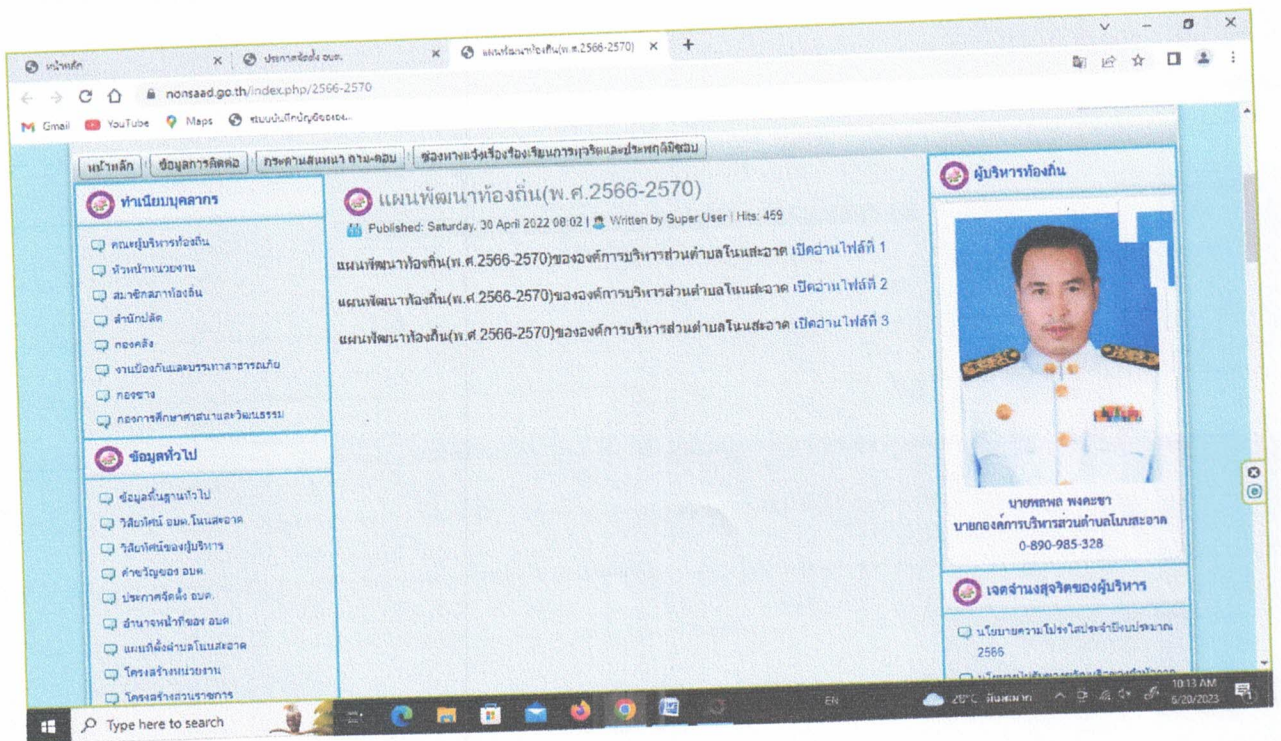 หน้าหลัก
ประกาศจัดตั้ง อบต.
แผนพัฒนาท้องถิ่น(พ.ศ.2566-2570)
nonsaad.go.th/index.php/2566-2570
Gmail
YouTube
Maps
หน้าหลัก
ข้อมูลการติดต่อ
กระดานสนทนา ถาม-ตอบ
ช่องทางแจ้งเรื่องร้องเรียนการทุจริตและประพฤติมิชอบ
ทำเนียบบุคลากร
คณะผู้บริหารท้องถิ่น
หัวหน้าหน่วยงาน
สมาชิกสภาท้องถิ่น
สำนักปลัด
กองคลัง
งานป้องกันและบรรเทาสาธารณภัย
กองช่าง
กองการศึกษาศาสนาและวัฒนธรรม
ข้อมูลทั่วไป
ข้อมูลพื้นฐานทั่วไป
วิสัยทัศน์ อบต.โนนสะอาด
วิสัยทัศน์ของผู้บริหาร
คำขวัญของ อบต.
ประกาศจัดตั้ง อบต.
อำนาจหน้าที่ของ อบต.
แผนที่ตั้งตำบลโนนสะอาด
โครงสร้างหน่วยงาน
โครงสร้างส่วนราชการ
แผนพัฒนาท้องถิ่น(พ.ศ.2566-2570)
Published: Saturday, 30 April 2022 08:02 | Written by Super User | Hits: 459
แผนพัฒนาท้องถิ่น(พ.ศ.2566-2570)ขององค์การบริหารส่วนตำบลโนนสะอาด เปิดอ่านไฟล์ที่ 1
แผนพัฒนาท้องถิ่น(พ.ศ.2566-2570)ขององค์การบริหารส่วนตำบลโนนสะอาด เปิดอ่านไฟล์ที่ 2
แผนพัฒนาท้องถิ่น(พ.ศ.2566-2570)ขององค์การบริหารส่วนตำบลโนนสะอาด เปิดอ่านไฟล์ที่ 3
ผู้บริหารท้องถิ่น
นายพลพล พงคะชา
นายกองค์การบริหารส่วนตำบลโนนสะอาด
0-890-985-328
เจตจำนงสุจริตของผู้บริหาร
นโยบายความโปร่งใสประจำปีงบประมาณ
2566
Type here to search
EN
28°C มีเมฆมาก
10:13 AM
6/20/2023